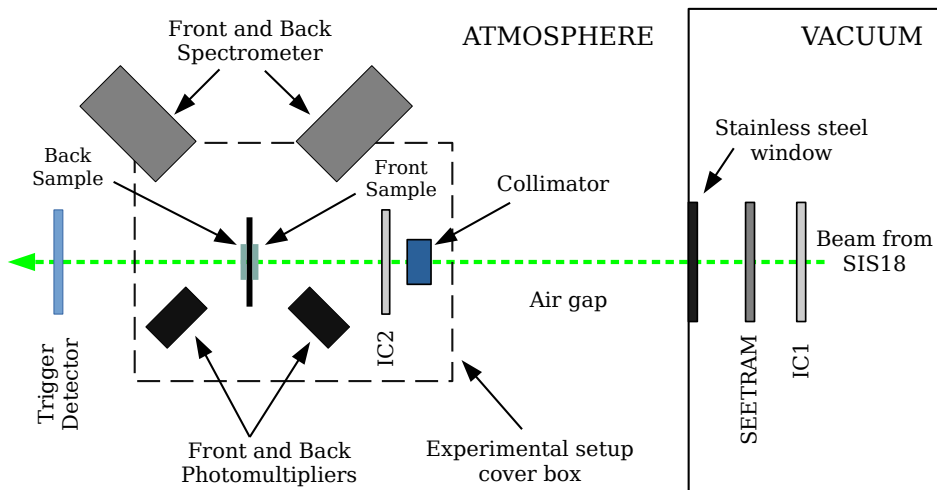 Front and Back
Spectrometer
ATMOSPHERE
VACUUM
Stainless steel
window
Back
Sample
Front
Sample
Collimator
Beam from
SIS18
Air gap
IC2
Trigger
Detector
SEETRAM
IC1
Front and Back
Photomultipliers
Experimental setup
cover box